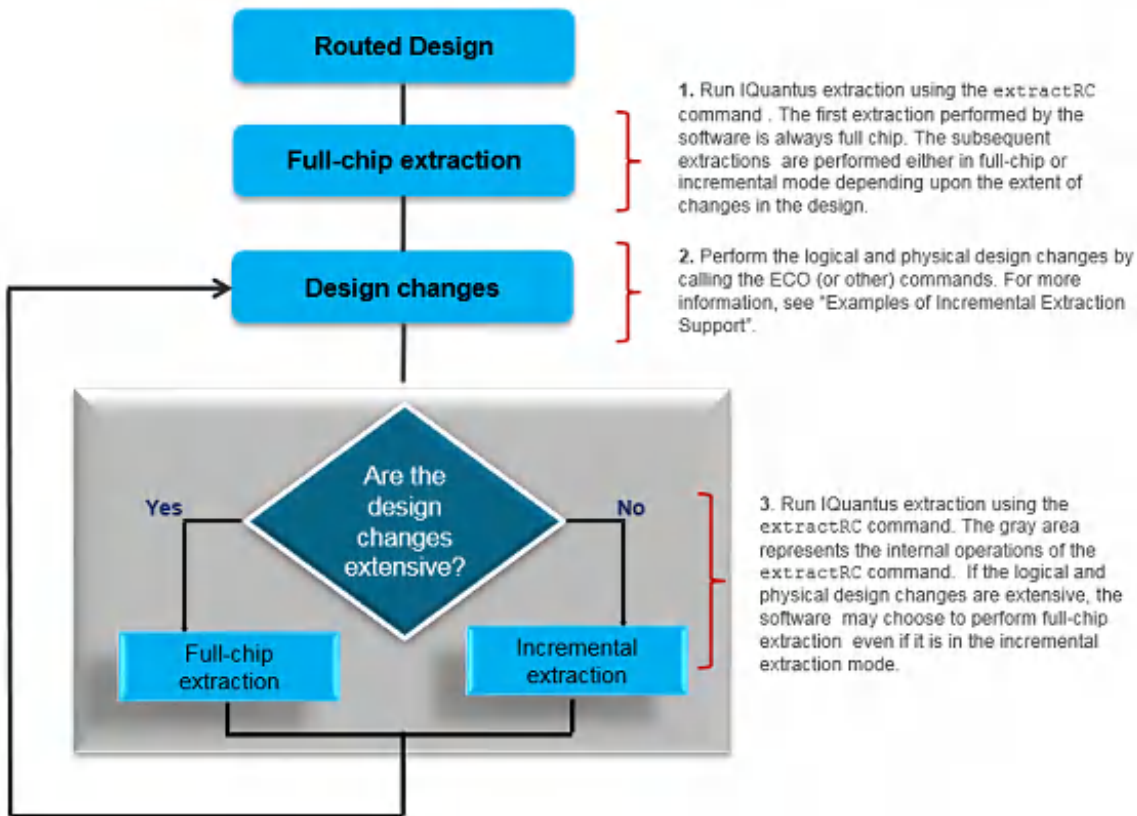 Routed Design
Full-chip extraction
1. Run IQuantus extraction using the extractRC
command . The first extraction performed by the
software is always full chip. The subsequent
extractions are performed either in full-chip or
incremental mode depending upon the extent of
changes in the design.
Design changes
2. Perform the logical and physical design changes by
calling the ECO (or other) commands. For more
information, see "Examples of Incremental Extraction
Support".
Are the
design
changes
extensive?
Yes
No
Full-chip
extraction
Incremental
extraction
3. Run IQuantus extraction using the
extractRC command. The gray area
represents the internal operations of the
extractRC command. If the logical and
physical design changes are extensive, the
software may choose to perform full-chip
extraction even if it is in the incremental
extraction mode.